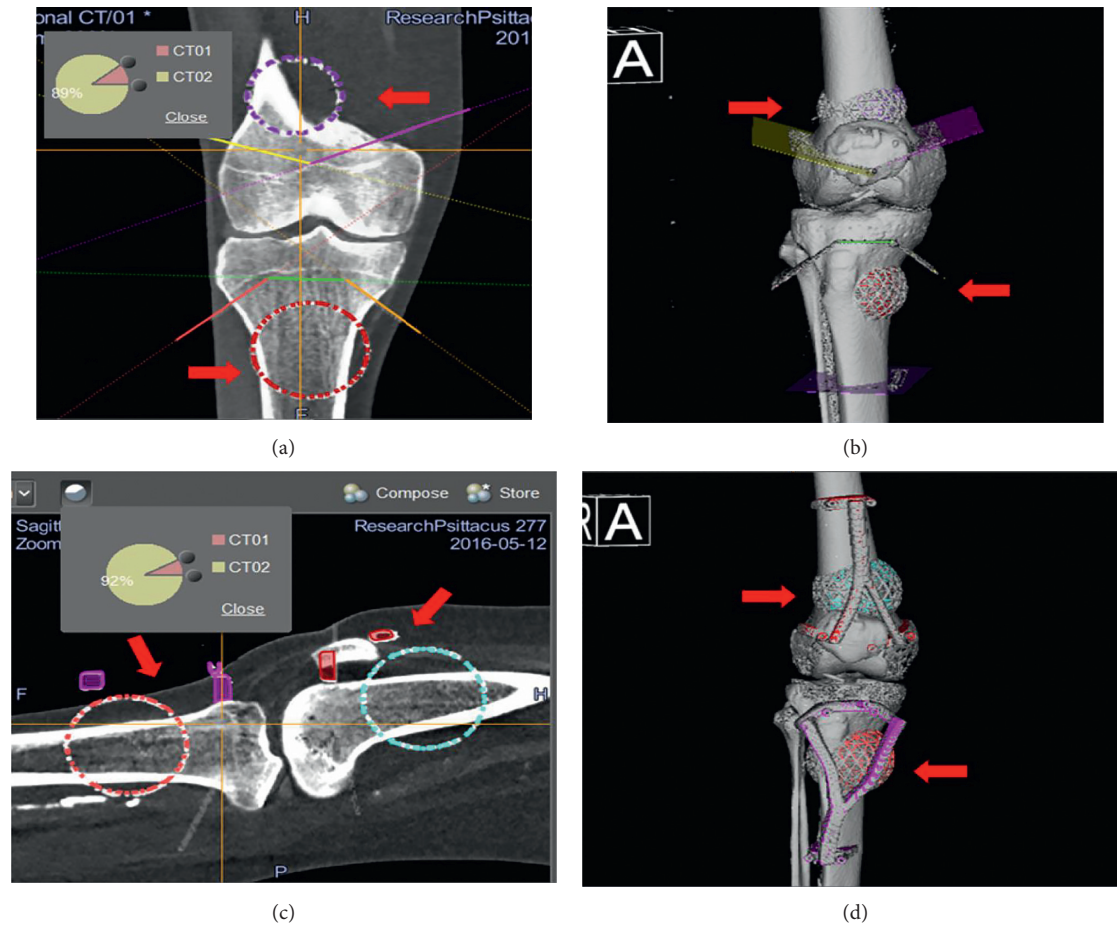 onal CT/01 *
H
ResearchPsittac
201
CT01
CT02
89%
Close
F
(a)
A
(b)
Compose
Store
Sagitt
Zoom
ResearchPsittacus 277
2016-05-12
CT01
CT02
92%
Close
F
H
P
(c)
R
A
(d)